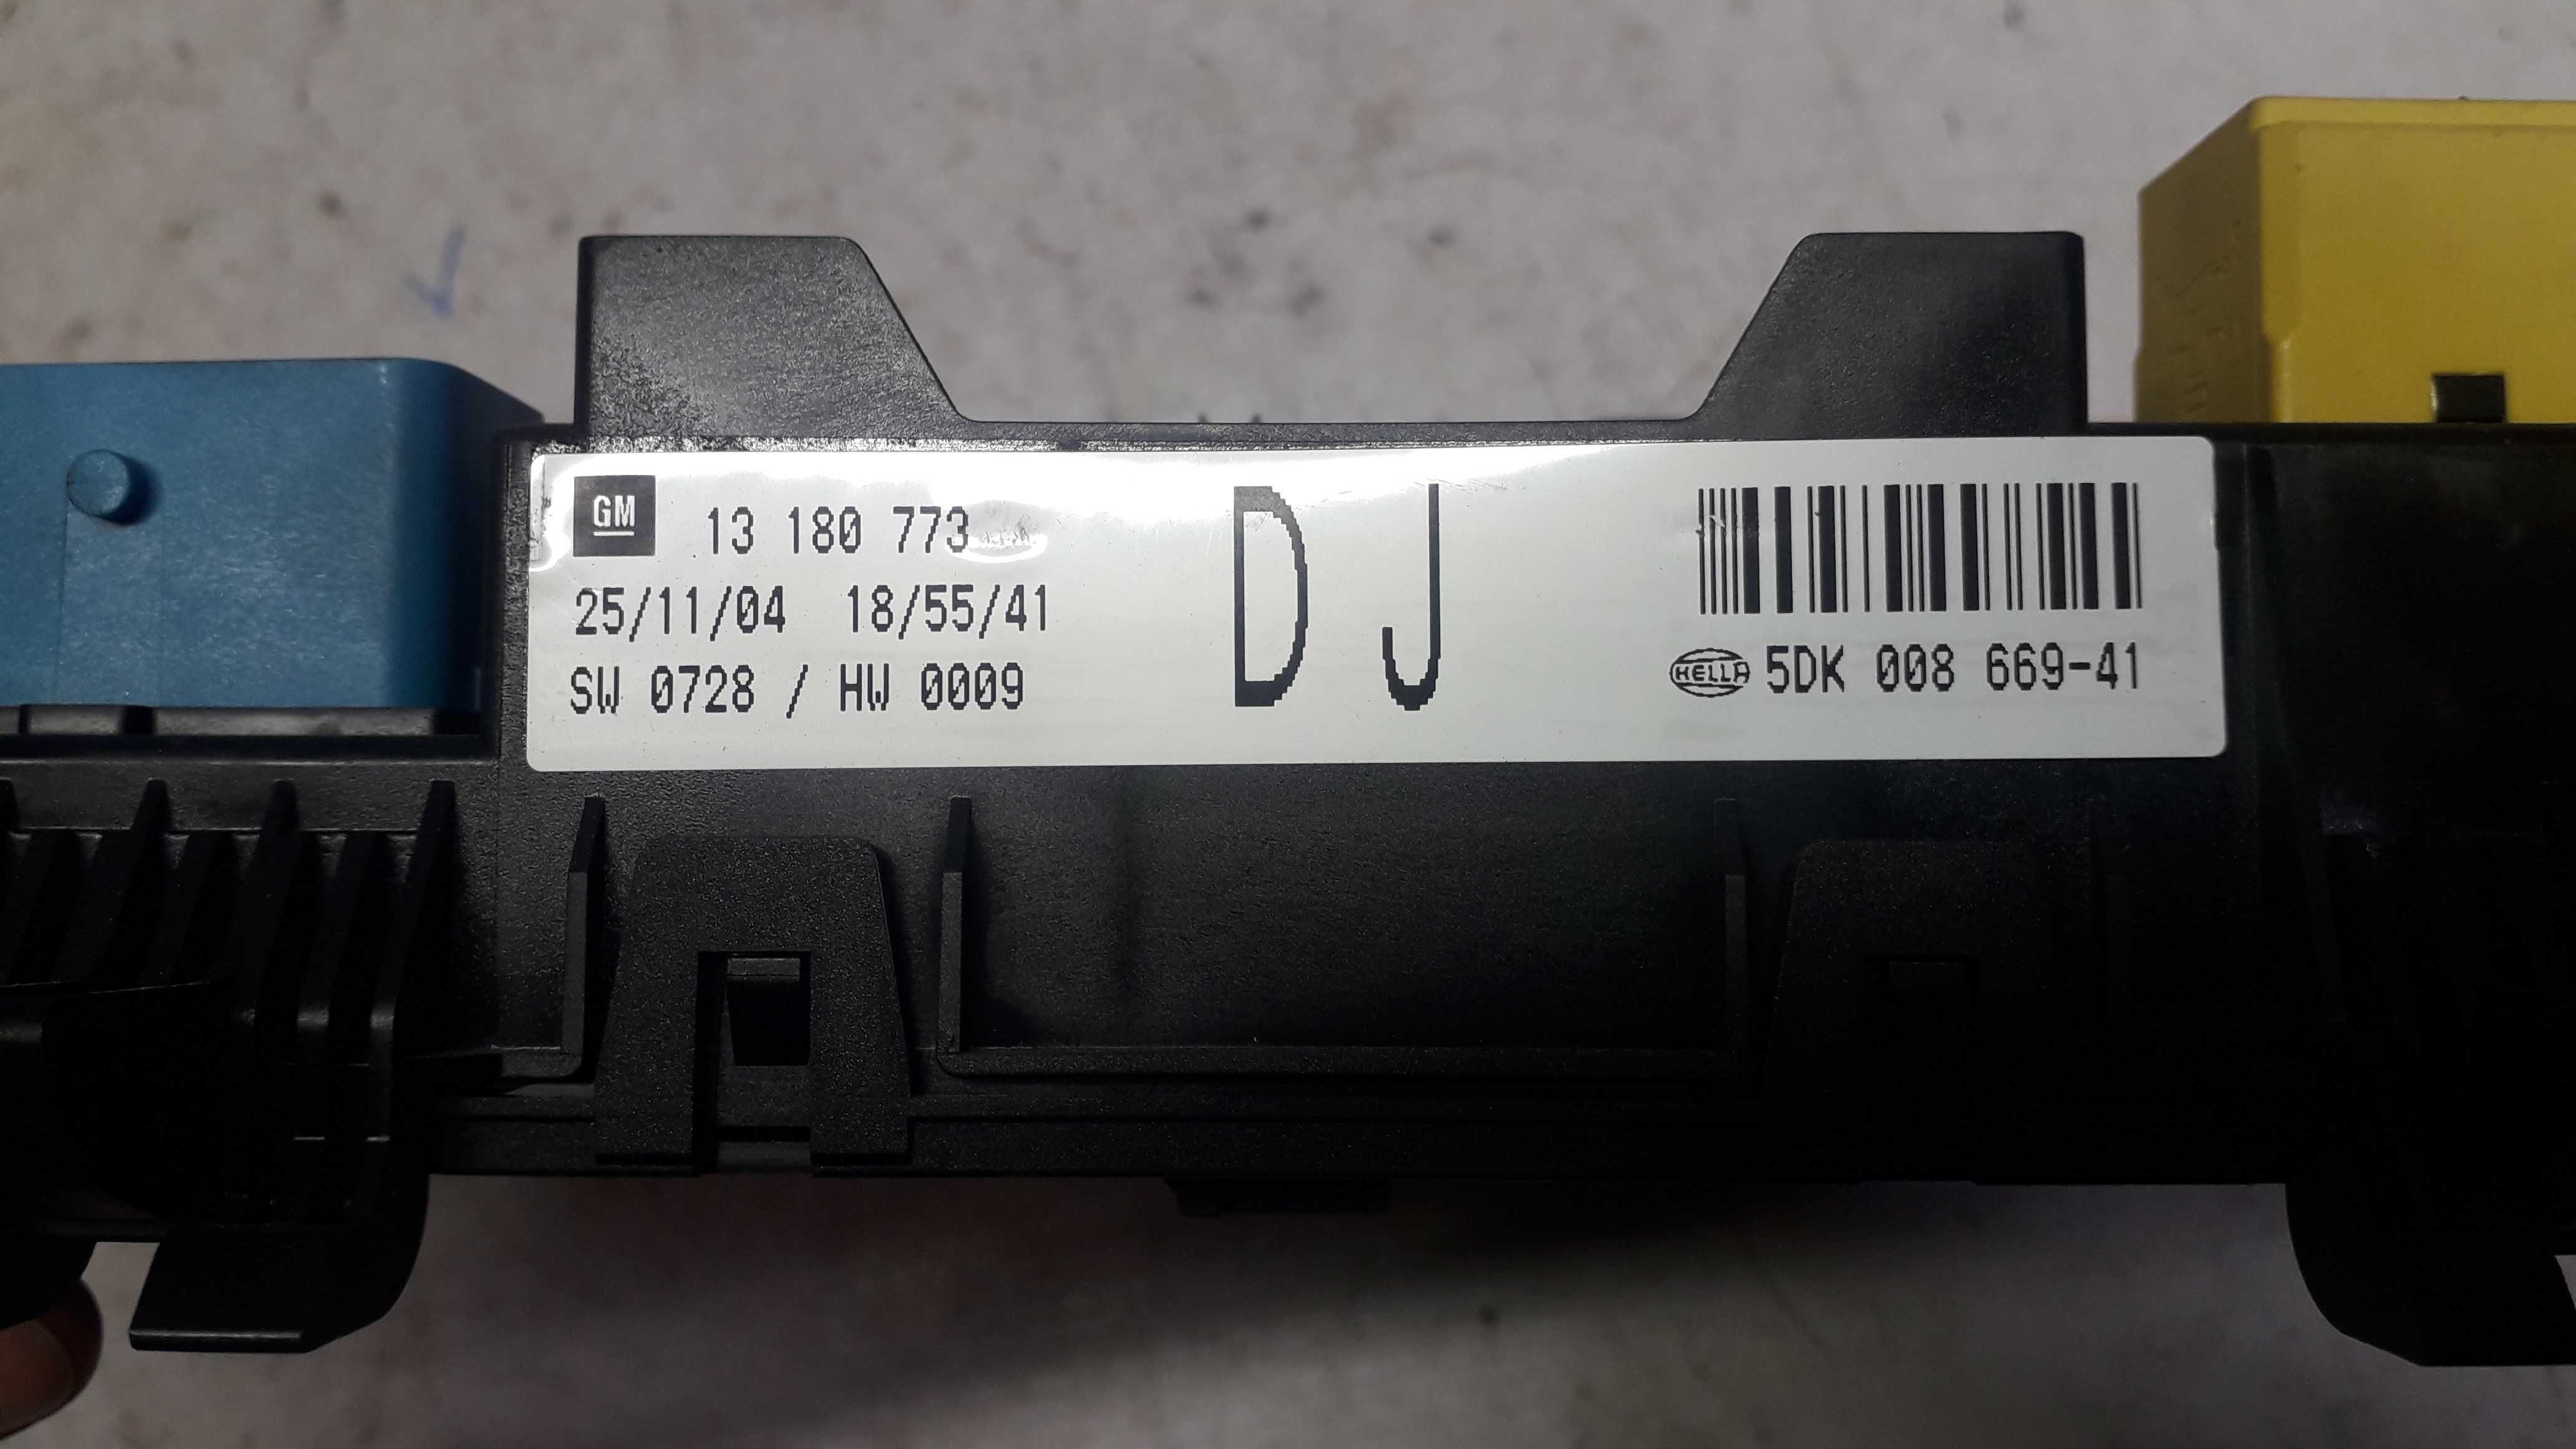 GM 13 180 773
25/11/04 18/55/41
SW 0728 / HW 0009
D J
HELLA 5DK 008 669-41